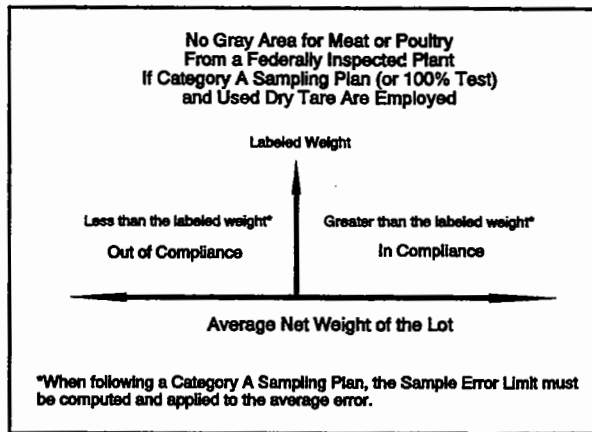 No Gray Area for Meat or Poultry
From a Federally Inspected Plant
If Category A Sampling Plan (or 100% Test)
and Used Dry Tare Are Employed
Labeled Weight
Less than the labeled weight*
Greater than the labeled weight*
Out of Compliance
In Compliance
Average Net Weight of the Lot
*When following a Category A Sampling Plan, the Sample Error Limit must
be computed and applied to the average error.